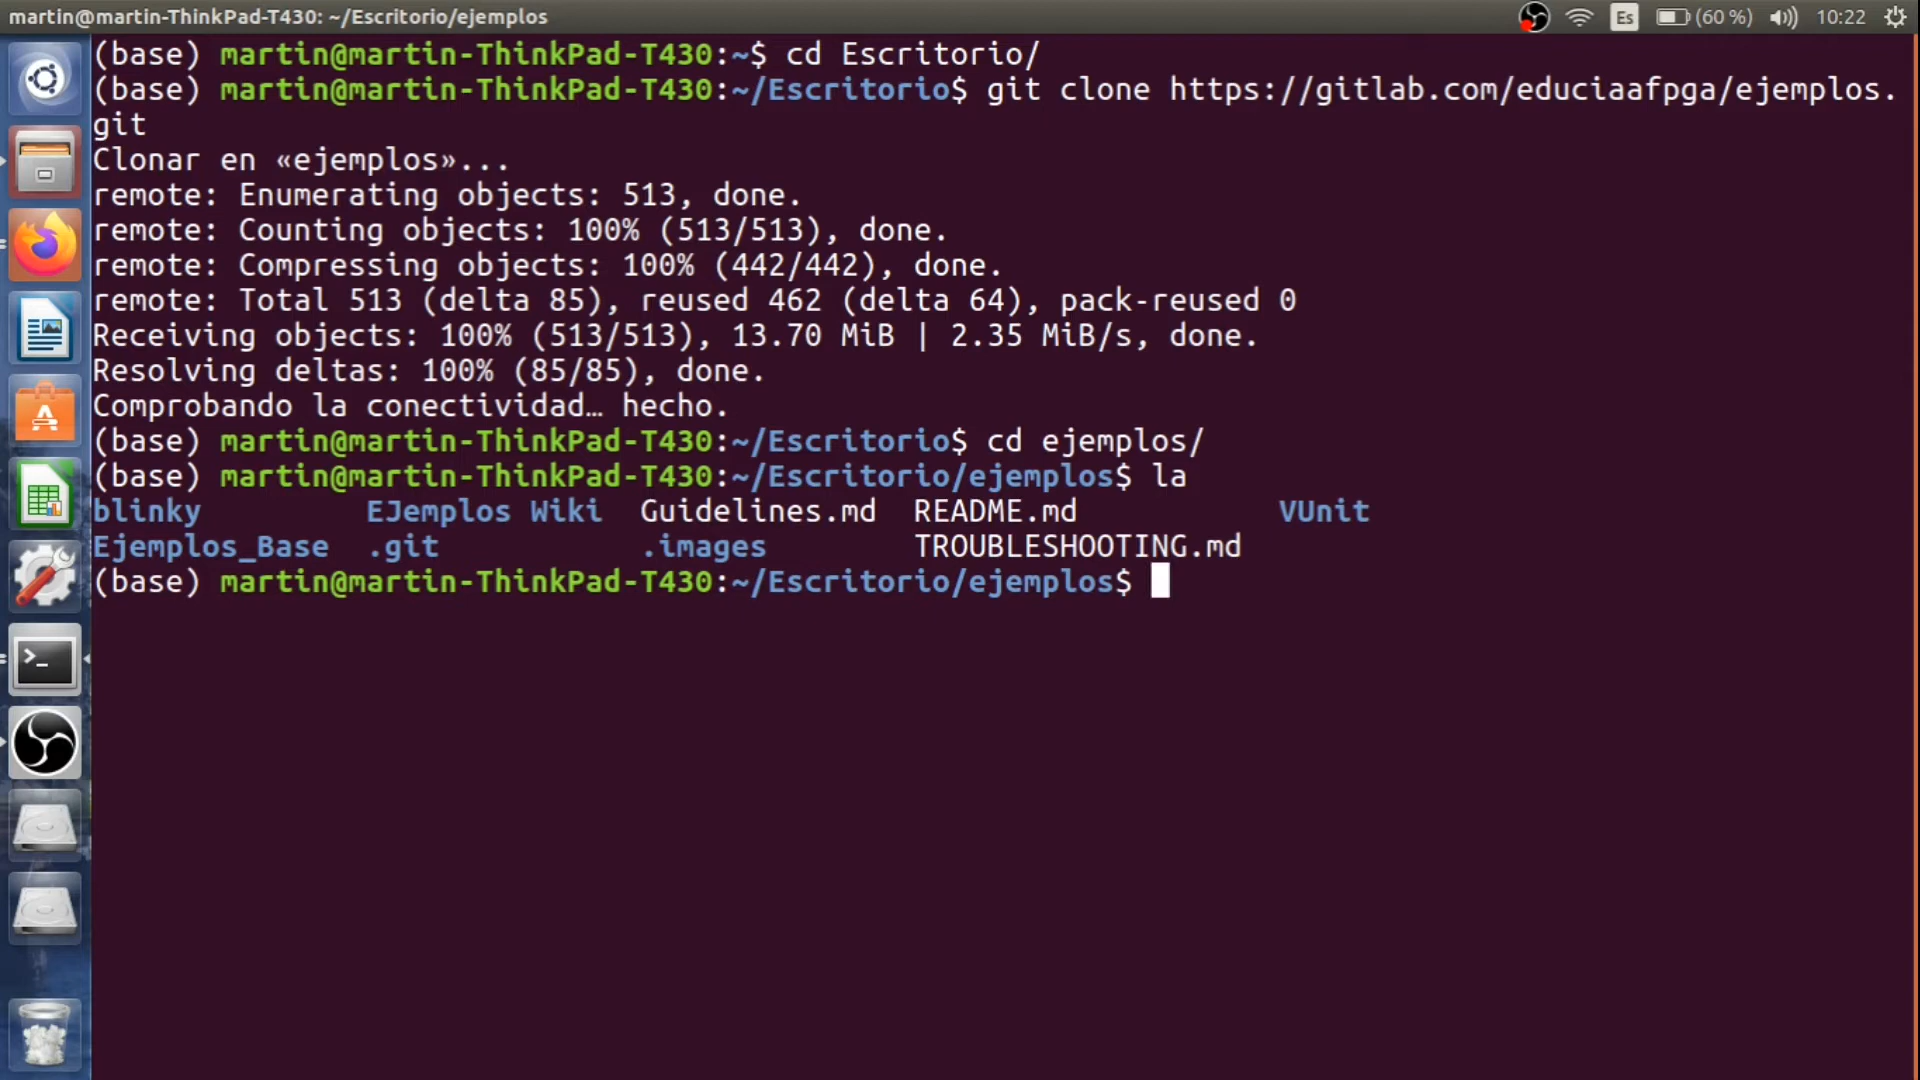 martin@martin-ThinkPad-T430: ~/Escritorio/ejemplos Es (60 %) 10:22
(base) martin@martin-ThinkPad-T430:~$ cd Escritorio/
(base) martin@martin-ThinkPad-T430:~/Escritorio$ git clone https://gitlab.com/educiaafpga/ejemplos.
git
Clonar en «ejemplos»...
remote: Enumerating objects: 513, done.
remote: Counting objects: 100% (513/513), done.
remote: Compressing objects: 100% (442/442), done.
remote: Total 513 (delta 85), reused 462 (delta 64), pack-reused 0
Receiving objects: 100% (513/513), 13.70 MiB | 2.35 MiB/s, done.
Resolving deltas: 100% (85/85), done.
Comprobando la conectividad… hecho.
(base) martin@martin-ThinkPad-T430:~/Escritorio$ cd ejemplos/
(base) martin@martin-ThinkPad-T430:~/Escritorio/ejemplos$ la
blinky EJemplos Wiki Guidelines.md README.md VUnit
Ejemplos_Base .git .images TROUBLESHOOTING.md
(base) martin@martin-ThinkPad-T430:~/Escritorio/ejemplos$